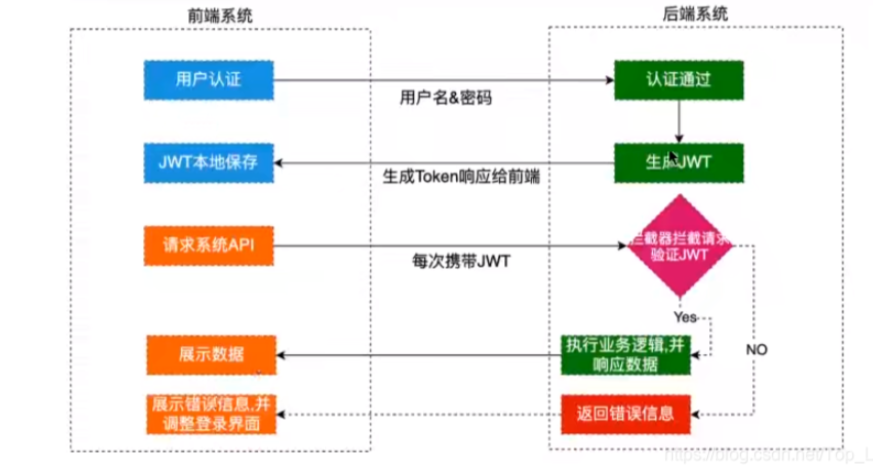 前端系统
后端系统
用户认证
认证通过
用户名&密码
JWT本地保存
生成JWT
生成Token响应给前端
请求系统API
拦截器拦截请求
验证JWT
每次携带JWT
Yes
展示数据
执行业务逻辑,并
响应数据
NO
展示错误信息,并
调整登录界面
返回错误信息
https://blog.csdn.net/Top_L